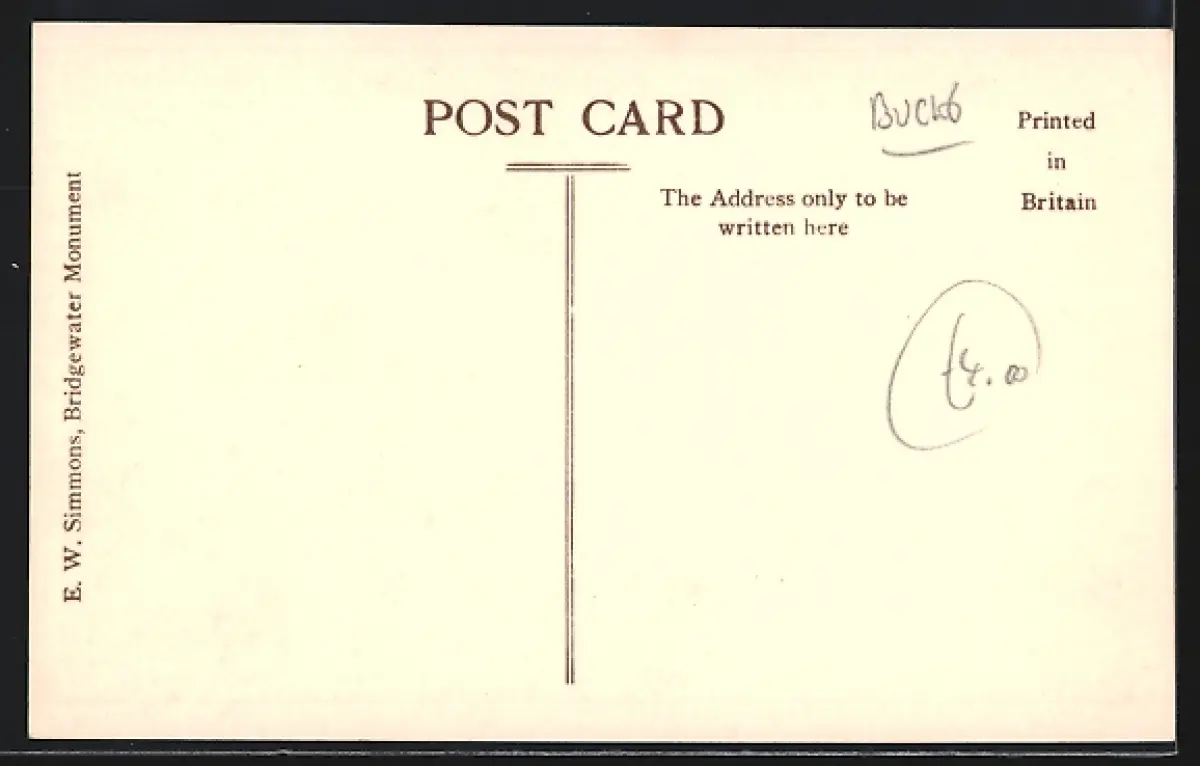 POST CARD
BUCKS
Printed
in
Britain
The Address only to be
written here
£4.00
E. W. Simmons, Bridgewater Monument